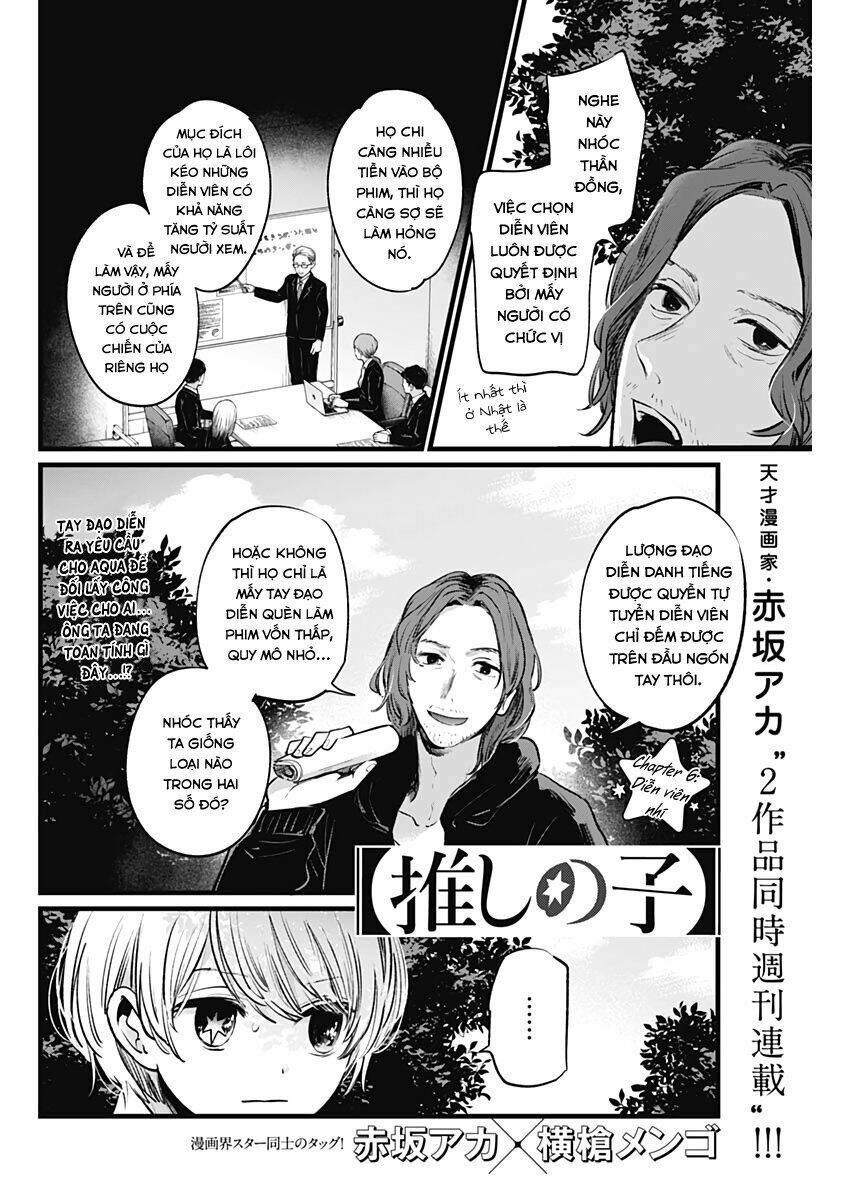 NGHE
NÀY
NHÓC
THẦN
ĐỒNG,
VIỆC CHỌN
DIỄN VIÊN
LUÔN ĐƯỢC
QUYẾT ĐỊNH
BỞI MẤY
NGƯỜI CÓ
CHỨC VỊ
Ít nhất thì
ở Nhật là
thế
HỌ CHI
CÀNG NHIỀU
TIỀN VÀO BỘ
PHIM, THÌ HỌ
CÀNG SỢ SẼ
LÀM HỎNG
NÓ.
MỤC ĐÍCH
CỦA HỌ LÀ LÔI
KÉO NHỮNG
DIỄN VIÊN CÓ
KHẢ NĂNG
TĂNG TỶ SUẤT
NGƯỜI XEM.
VÀ ĐỂ
LÀM VẬY, MẤY
NGƯỜI Ở PHÍA
TRÊN CŨNG
CÓ CUỘC
CHIẾN CỦA
RIÊNG HỌ
LƯỢNG ĐẠO
DIỄN DANH TIẾNG
ĐƯỢC QUYỀN TỰ
TUYỂN DIỄN VIÊN
CHỈ ĐẾM ĐƯỢC
TRÊN ĐẦU NGÓN
TAY THÔI.
Chapter 6:
Diễn viên
nhí
HOẶC KHÔNG
THÌ HỌ CHỈ LÀ
MẤY TAY ĐẠO
DIỄN QUÈN LÀM
PHIM VỐN THẤP,
QUY MÔ NHỎ...
NHÓC THẤY
TA GIỐNG
LOẠI NÀO
TRONG HAI
SỐ ĐÓ?
TAY ĐẠO DIỄN
RA YÊU CẦU
CHO AQUA ĐỂ
ĐỔI LẤY CÔNG
VIỆC CHO AI...
ÔNG TA ĐANG
TOAN TÍNH GÌ
ĐÂY...!?
【推しの子】
天才漫画家・赤坂アカ〝2作品同時週刊連載〟!!!
......
漫画界スター同士のタッグ! 赤坂アカ×横槍メンゴ